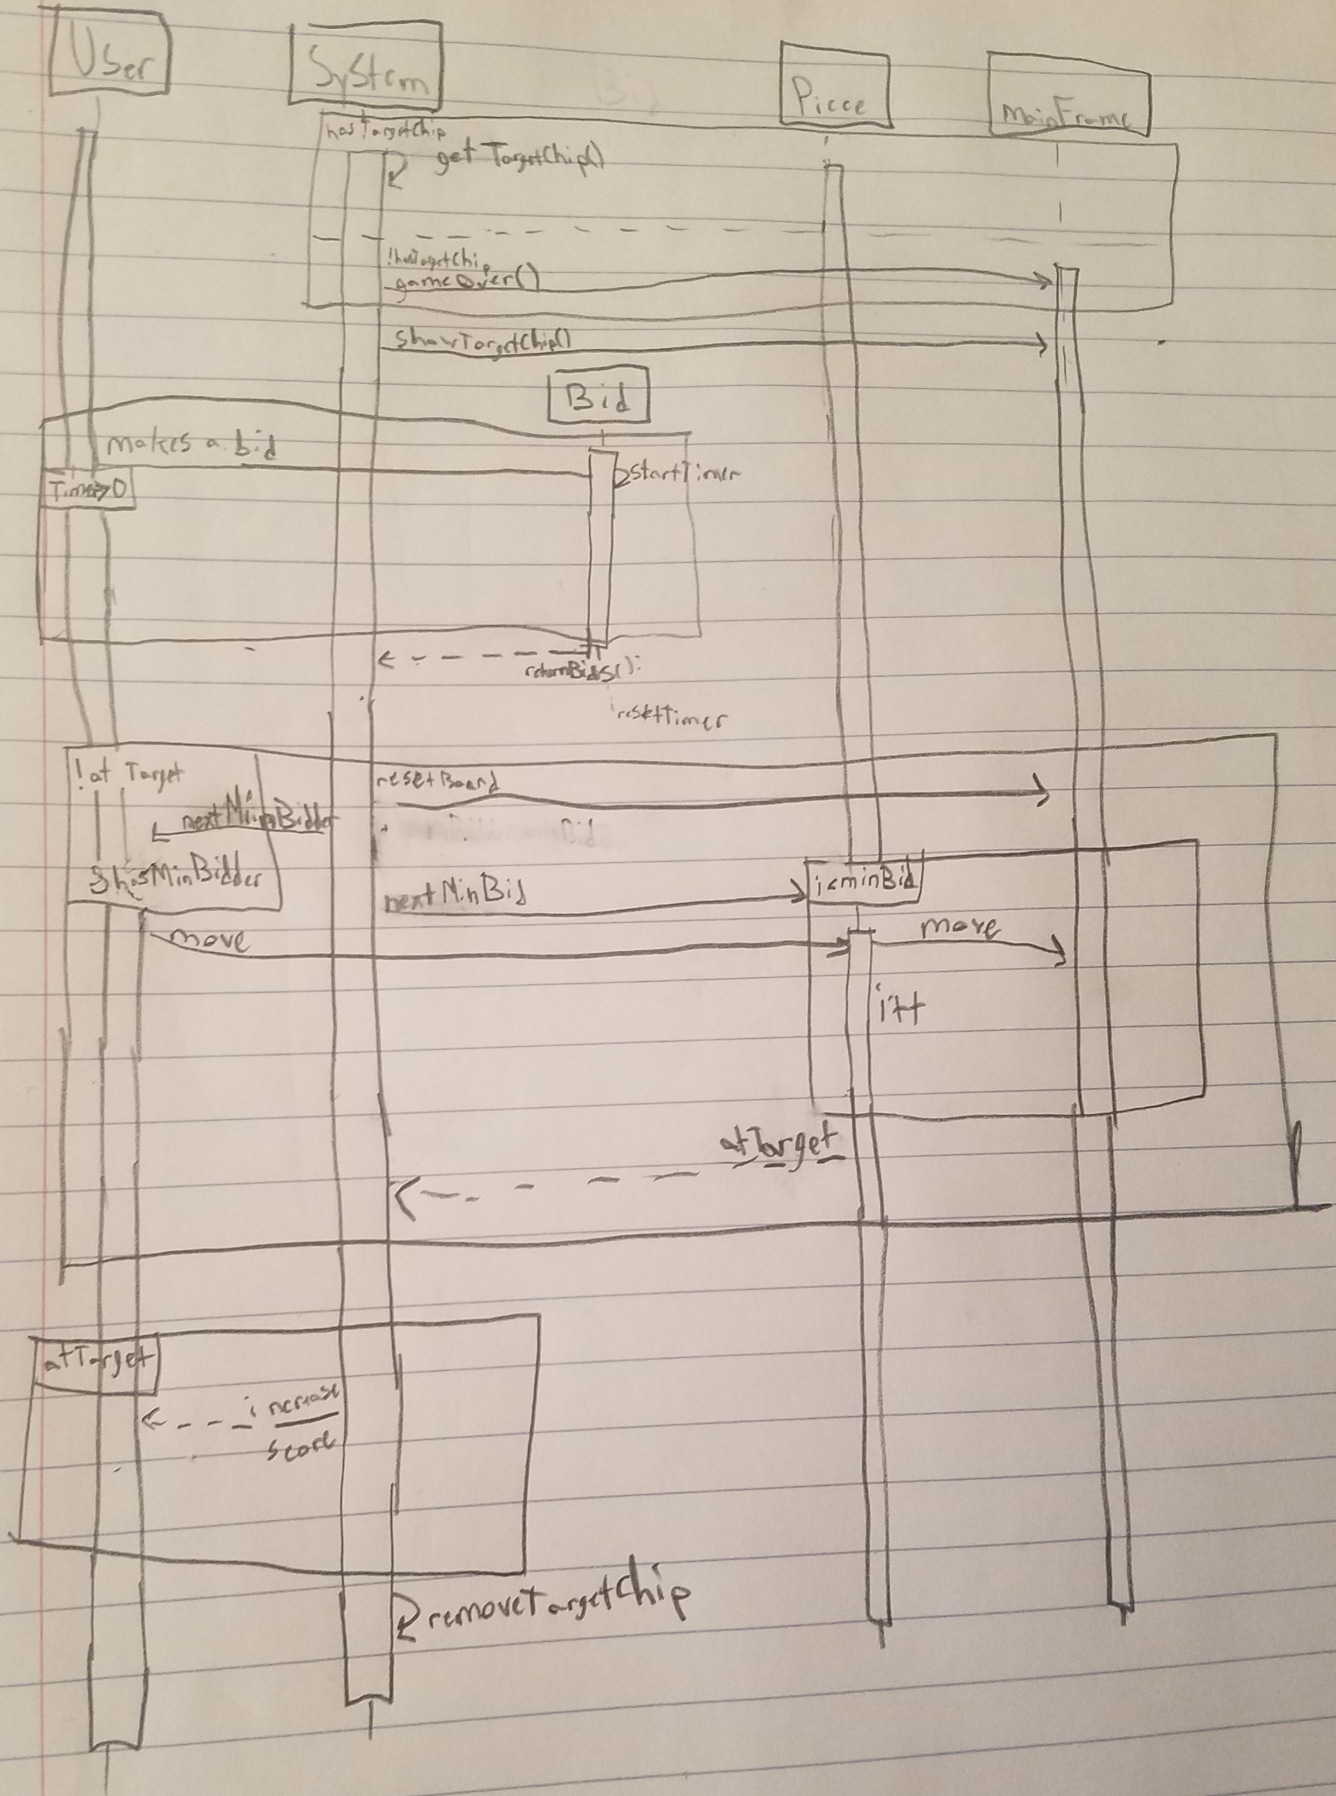 User
System
Piece
mainFrame
hasTargetChip
getTargetChip()
!hasTargetChip
gameOver()
showTargetChip()
Bid
makes a bid
startTimer
Timer>0
returnBids():
resetTimer
!at Target
resetBoard
nextMinBidder
hasMinBidder
nextMinBid
i<minBid
move
move
i++
atTarget
atTarget
increase
score
removeTargetChip